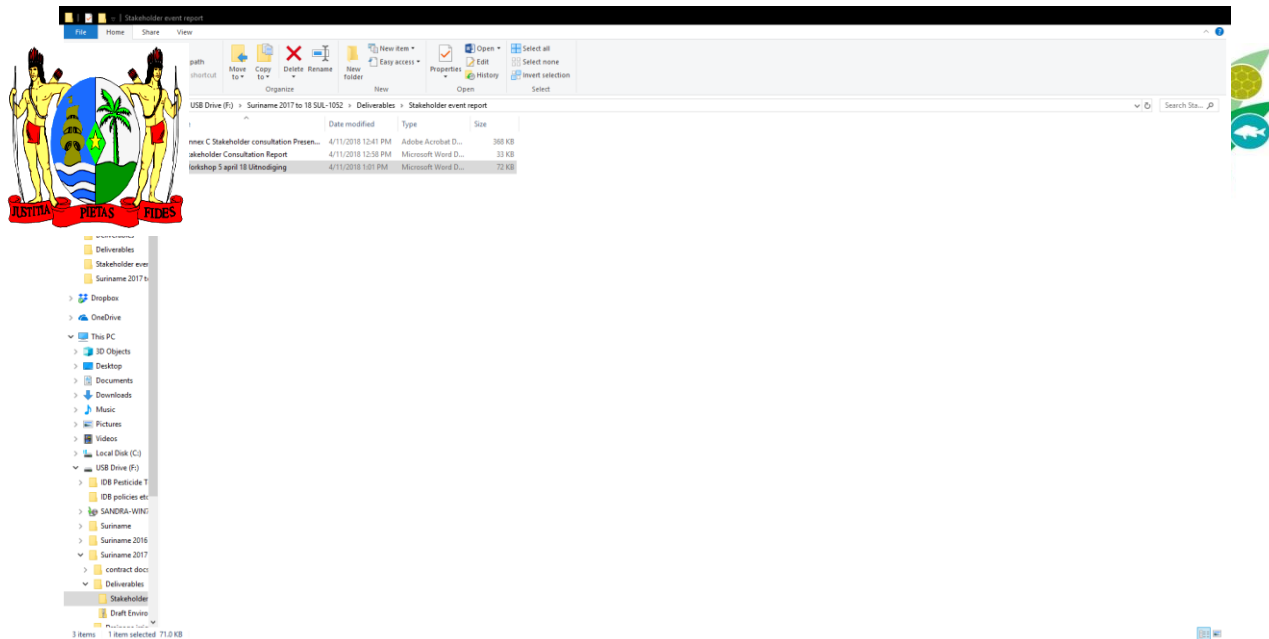 Stakeholder event report
File Home Share View
path
shortcut
Move to
Copy to
Delete
Rename
New folder
New item
Easy access
Properties
Open
Edit
History
Select all
Select none
Invert selection
Organize New Open Select
USB Drive (F:) > Suriname 2017 to 18 SUL-1052 > Deliverables > Stakeholder event report
Search Sta...
Date modified Type Size
nnex C Stakeholder consultation Presen... 4/11/2018 12:41 PM Adobe Acrobat D... 368 KB
akeholder Consultation Report 4/11/2018 12:58 PM Microsoft Word D... 33 KB
orkshop 5 april 18 Uitnodiging 4/11/2018 1:01 PM Microsoft Word D... 72 KB
JUSTITIA PIETAS FIDES
Deliverables
Deliverables
Stakeholder ever
Suriname 2017 to
Dropbox
OneDrive
This PC
3D Objects
Desktop
Documents
Downloads
Music
Pictures
Videos
Local Disk (C:)
USB Drive (F:)
IDB Pesticide T
IDB policies etc
SANDRA-WIN7
Suriname
Suriname 2016
Suriname 2017
contract docs
Deliverables
Stakeholder
Draft Enviro
3 items 1 item selected 71.0 KB